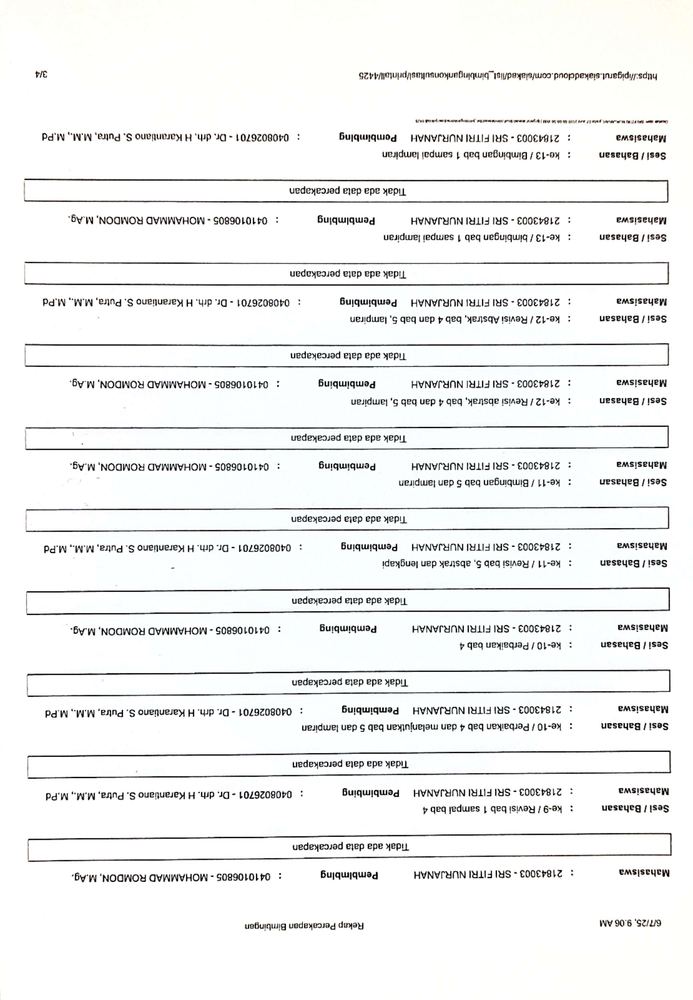 6/7/25, 9:06 AM Rekap Percakapan Bimbingan
Mahasiswa : 21843003 - SRI FITRI NURJANAH Pembimbing : 0410106805 - MOHAMMAD ROMDON, M.Ag.
Tidak ada data percakapan
Sesi / Bahasan : ke-9 / Revisi bab 1 sampai bab 4
Mahasiswa : 21843003 - SRI FITRI NURJANAH Pembimbing : 0408026701 - Dr. drh. H Karantiano S. Putra, M.M., M.Pd
Tidak ada data percakapan
Sesi / Bahasan : ke-10 / Perbaikan bab 4 dan melanjutkan bab 5 dan lampiran
Mahasiswa : 21843003 - SRI FITRI NURJANAH Pembimbing : 0408026701 - Dr. drh. H Karantiano S. Putra, M.M., M.Pd
Tidak ada data percakapan
Sesi / Bahasan : ke-10 / Perbaikan bab 4
Mahasiswa : 21843003 - SRI FITRI NURJANAH Pembimbing : 0410106805 - MOHAMMAD ROMDON, M.Ag.
Tidak ada data percakapan
Sesi / Bahasan : ke-11 / Revisi bab 5, abstrak dan lengkapi
Mahasiswa : 21843003 - SRI FITRI NURJANAH Pembimbing : 0408026701 - Dr. drh. H Karantiano S. Putra, M.M., M.Pd
Tidak ada data percakapan
Sesi / Bahasan : ke-11 / Bimbingan bab 5 dan lampiran
Mahasiswa : 21843003 - SRI FITRI NURJANAH Pembimbing : 0410106805 - MOHAMMAD ROMDON, M.Ag.
Tidak ada data percakapan
Sesi / Bahasan : ke-12 / Revisi abstrak, bab 4 dan bab 5, lampiran
Mahasiswa : 21843003 - SRI FITRI NURJANAH Pembimbing : 0410106805 - MOHAMMAD ROMDON, M.Ag.
Tidak ada data percakapan
Sesi / Bahasan : ke-12 / Revisi Abstrak, bab 4 dan bab 5, lampiran
Mahasiswa : 21843003 - SRI FITRI NURJANAH Pembimbing : 0408026701 - Dr. drh. H Karantiano S. Putra, M.M., M.Pd
Tidak ada data percakapan
Sesi / Bahasan : ke-13 / bimbingan bab 1 sampai lampiran
Mahasiswa : 21843003 - SRI FITRI NURJANAH Pembimbing : 0410106805 - MOHAMMAD ROMDON, M.Ag.
Tidak ada data percakapan
Sesi / Bahasan : ke-13 / Bimbingan bab 1 sampai lampiran
Mahasiswa : 21843003 - SRI FITRI NURJANAH Pembimbing : 0408026701 - Dr. drh. H Karantiano S. Putra, M.M., M.Pd
https://ipigarut.siakadcloud.com/siakad/list_bimbingankonsultasi/printall/4425 3/4